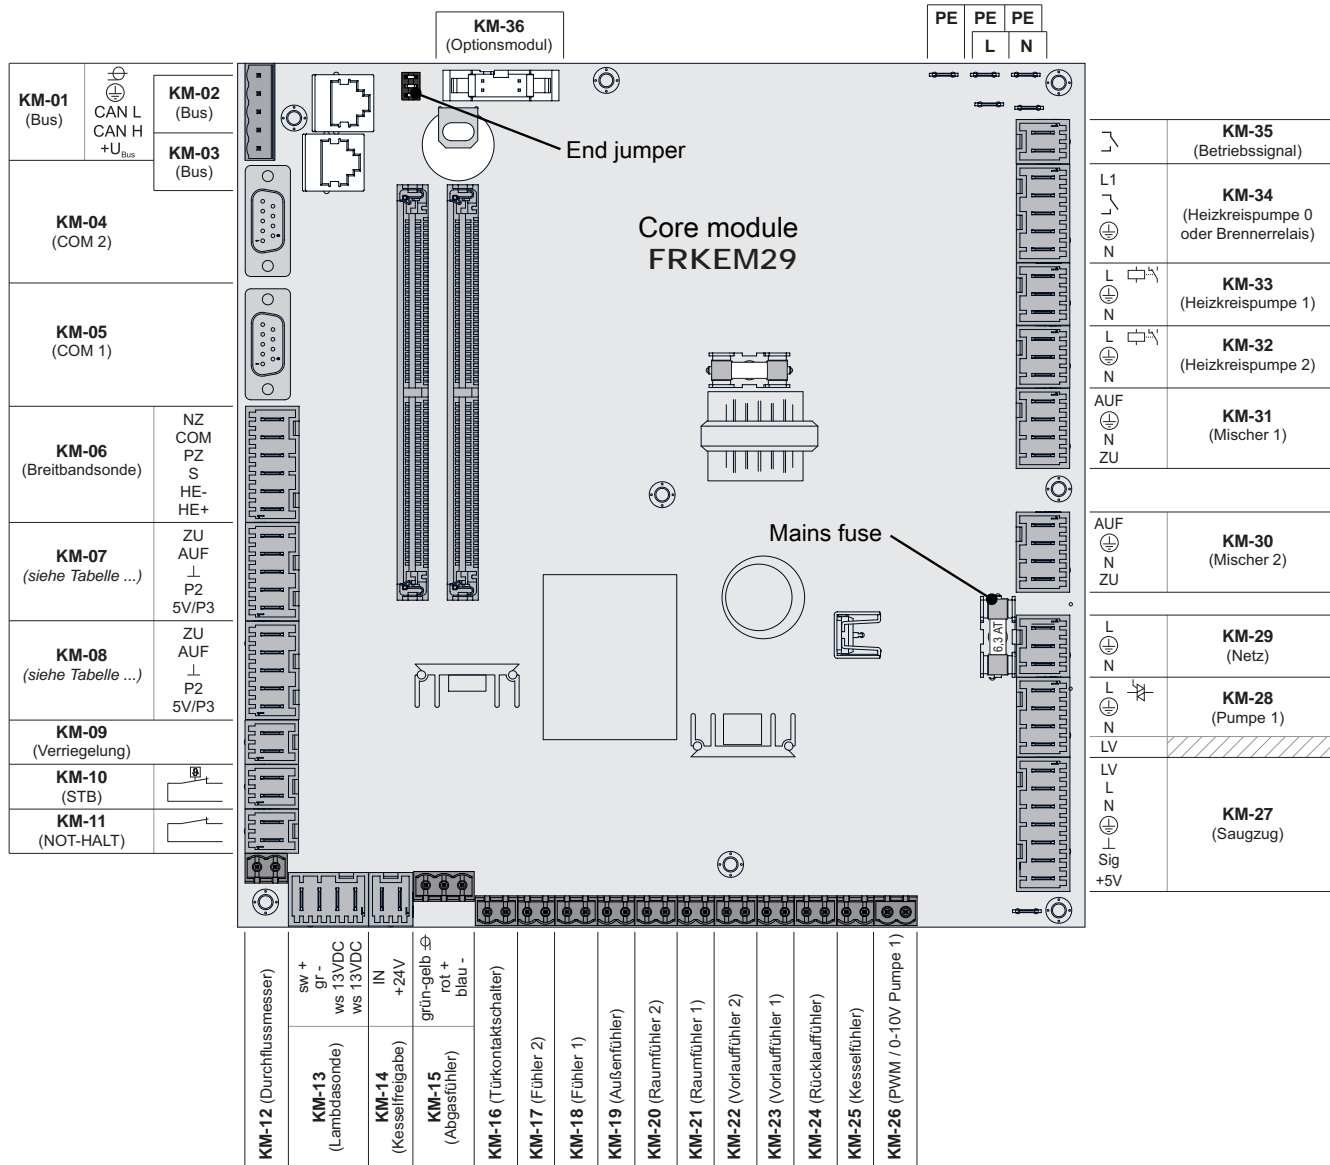 KM-36
(Optionsmodul)
PE PE PE
L N
KM-01
(Bus)
CAN L
CAN H
+U Bus
KM-02
(Bus)
KM-03
(Bus)
KM-04
(COM 2)
KM-05
(COM 1)
KM-06
(Breitbandsonde)
NZ
COM
PZ
S
HE-
HE+
KM-07
(siehe Tabelle ...)
ZU
AUF
P2
5V/P3
KM-08
(siehe Tabelle ...)
ZU
AUF
P2
5V/P3
KM-09
(Verriegelung)
KM-10
(STB)
KM-11
(NOT-HALT)
End jumper
Core module
FRKEM29
Mains fuse
6.3 AT
KM-35
(Betriebssignal)
L1
N
KM-34
(Heizkreispumpe 0
oder Brennerrelais)
L
N
KM-33
(Heizkreispumpe 1)
L
N
KM-32
(Heizkreispumpe 2)
AUF
N
ZU
KM-31
(Mischer 1)
AUF
N
ZU
KM-30
(Mischer 2)
L
N
KM-29
(Netz)
L
N
LV
KM-28
(Pumpe 1)
LV
L
N
Sig
+5V
KM-27
(Saugzug)
KM-12 (Durchflussmesser)
sw +
gr -
ws 13VDC
ws 13VDC
KM-13
(Lambdasonde)
IN
+24V
KM-14
(Kesselfreigabe)
grün-gelb
rot +
blau -
KM-15
(Abgasfühler)
KM-16 (Türkontaktschalter)
KM-17 (Fühler 2)
KM-18 (Fühler 1)
KM-19 (Außenfühler)
KM-20 (Raumfühler 2)
KM-21 (Raumfühler 1)
KM-22 (Vorlauffühler 2)
KM-23 (Vorlauffühler 1)
KM-24 (Rücklauffühler)
KM-25 (Kesselfühler)
KM-26 (PWM / 0-10V Pumpe 1)